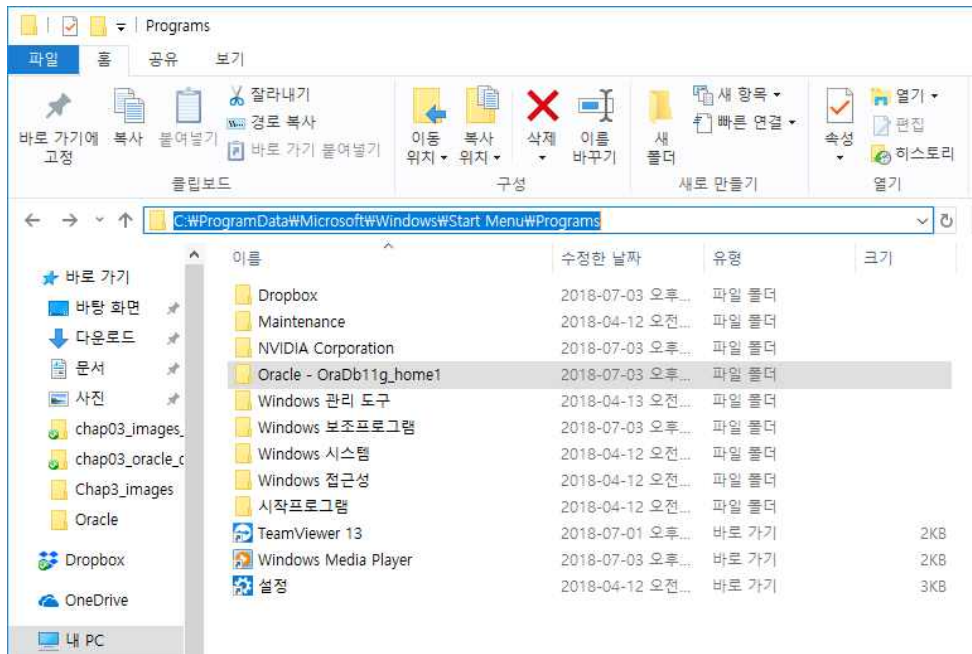 Programs
파일 홈 공유 보기
바로 가기에 고정
복사
붙여넣기
잘라내기
경로 복사
바로 가기 붙여넣기
이동 위치
복사 위치
삭제
이름 바꾸기
새 폴더
새 항목
빠른 연결
속성
열기
편집
히스토리
클립보드 구성 새로 만들기 열기
C:₩ProgramData₩Microsoft₩Windows₩Start Menu₩Programs
이름 수정한 날짜 유형 크기
바로 가기
바탕 화면
다운로드
문서
사진
chap03_images_
chap03_oracle_c
Chap3_images
Oracle
Dropbox
OneDrive
내 PC
Dropbox 2018-07-03 오후... 파일 폴더
Maintenance 2018-04-12 오전... 파일 폴더
NVIDIA Corporation 2018-07-03 오후... 파일 폴더
Oracle - OraDb11g_home1 2018-07-03 오후... 파일 폴더
Windows 관리 도구 2018-04-13 오전... 파일 폴더
Windows 보조프로그램 2018-07-03 오후... 파일 폴더
Windows 시스템 2018-04-12 오전... 파일 폴더
Windows 접근성 2018-04-12 오전... 파일 폴더
시작프로그램 2018-04-12 오전... 파일 폴더
TeamViewer 13 2018-07-01 오후... 바로 가기 2KB
Windows Media Player 2018-07-03 오후... 바로 가기 2KB
설정 2018-04-12 오전... 바로 가기 3KB